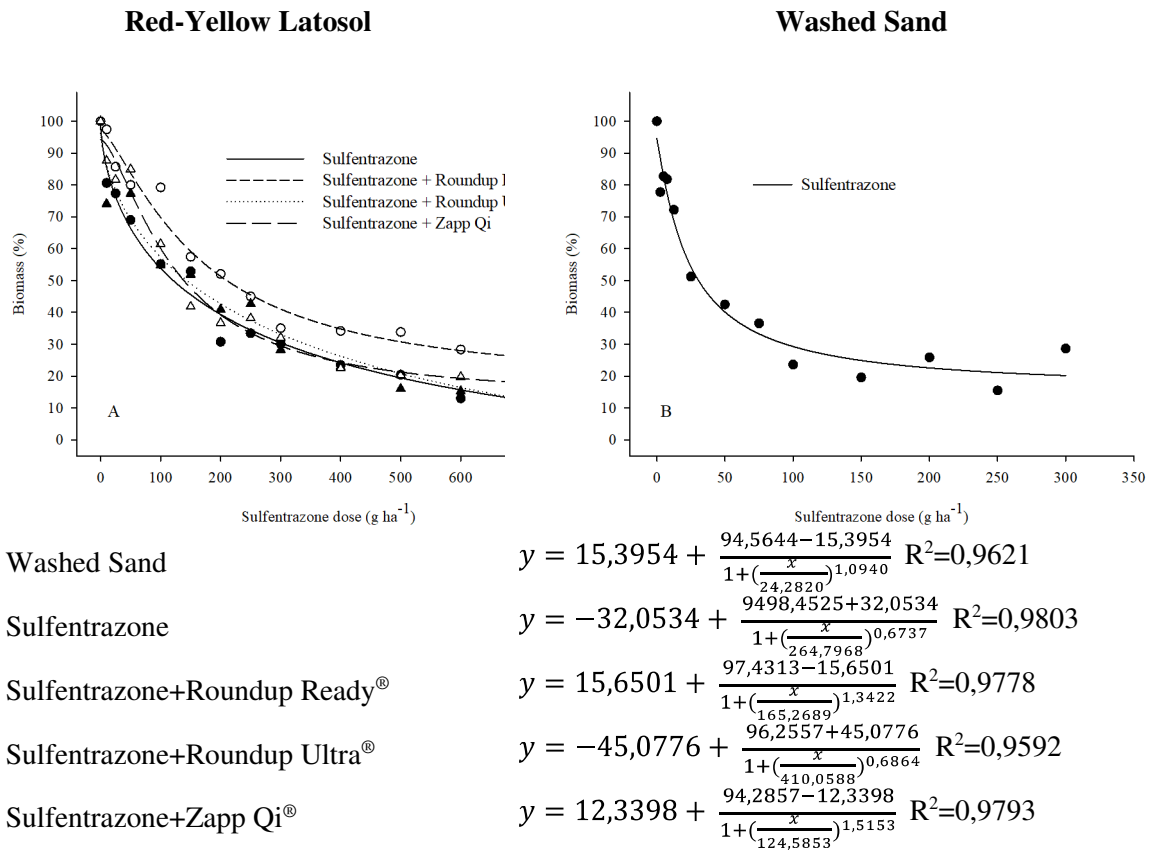 Red-Yellow Latosol
Washed Sand
100
90
80
70
60
50
40
30
20
10
0
Biomass (%)
Sulfentrazone
Sulfentrazone + Roundup
Sulfentrazone + Roundup
Sulfentrazone + Zapp Qi
A
0 100 200 300 400 500 600
Sulfentrazone dose (g ha⁻¹)
100
90
80
70
60
50
40
30
20
10
0
Biomass (%)
Sulfentrazone
B
0 50 100 150 200 250 300 350
Sulfentrazone dose (g ha⁻¹)
Washed Sand y = 15,3954 + (94,5644−15,3954)/(1+(x/24,2820)^1,0940) R²=0,9621
Sulfentrazone y = −32,0534 + (9498,4525+32,0534)/(1+(x/264,7968)^0,6737) R²=0,9803
Sulfentrazone+Roundup Ready® y = 15,6501 + (97,4313−15,6501)/(1+(x/165,2689)^1,3422) R²=0,9778
Sulfentrazone+Roundup Ultra® y = −45,0776 + (96,2557+45,0776)/(1+(x/410,0588)^0,6864) R²=0,9592
Sulfentrazone+Zapp Qi® y = 12,3398 + (94,2857−12,3398)/(1+(x/124,5853)^1,5153) R²=0,9793